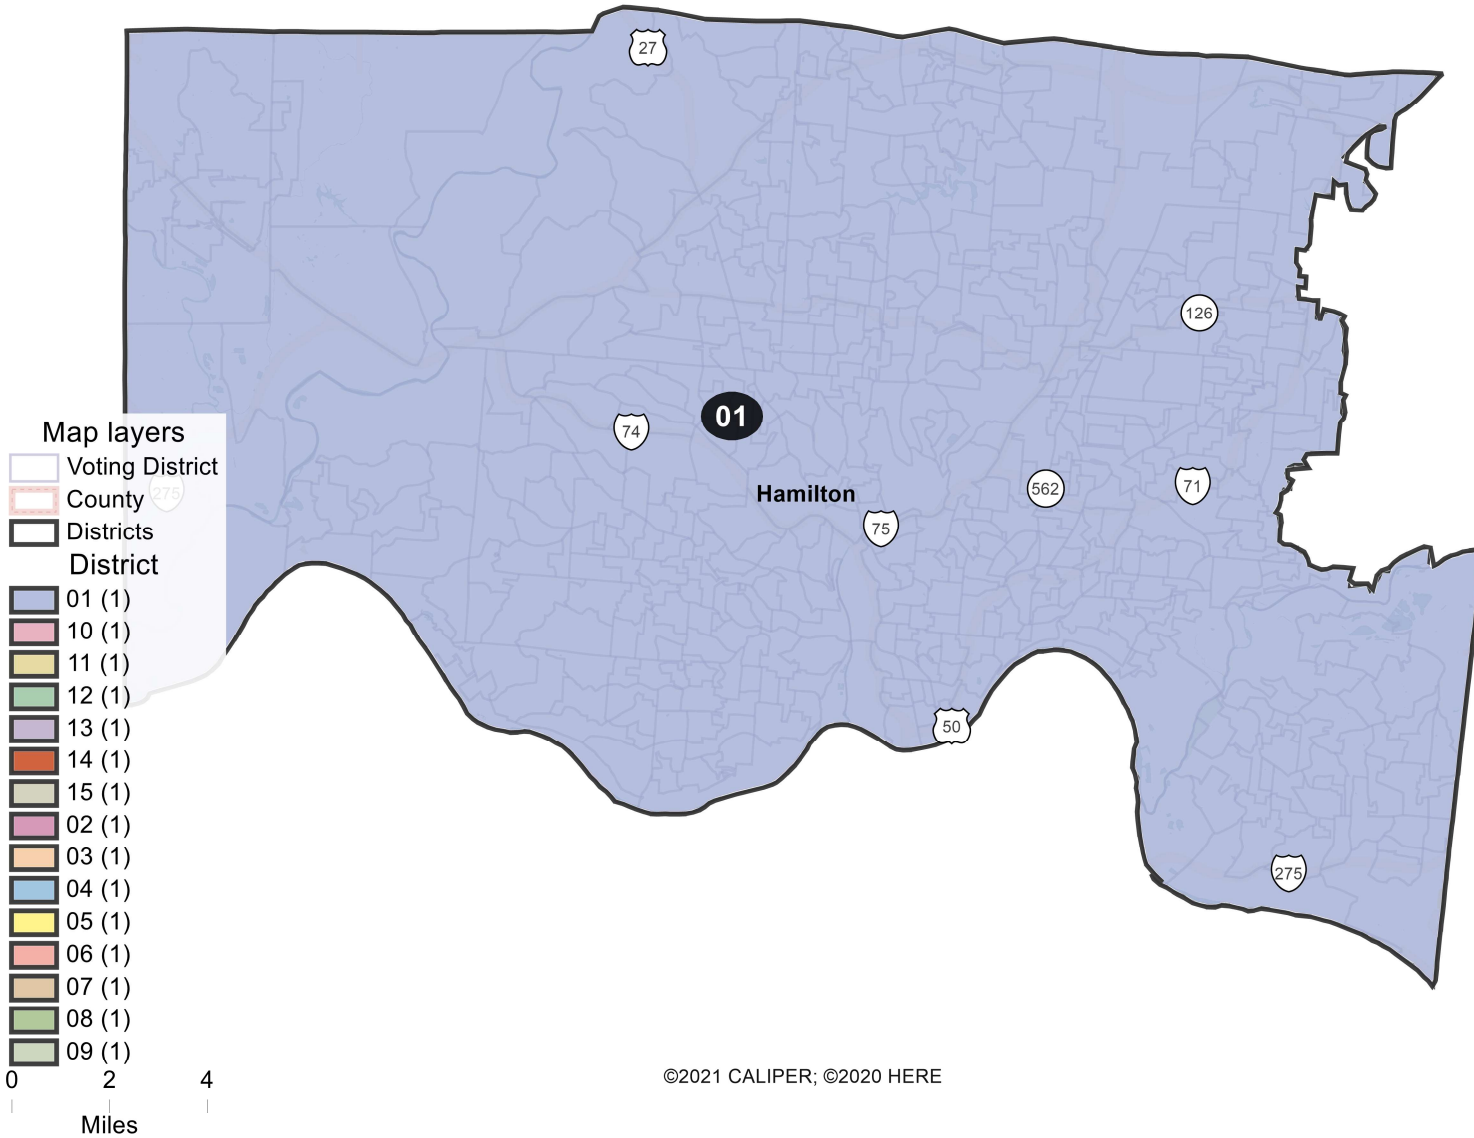 27
126
01
74
Map layers
Voting District
275
County
Hamilton
562
71
75
Districts
District
01 (1)
10 (1)
11 (1)
12 (1)
13 (1)
50
14 (1)
15 (1)
02 (1)
03 (1)
275
04 (1)
05 (1)
06 (1)
07 (1)
08 (1)
09 (1)
0 2 4
Miles
©2021 CALIPER; ©2020 HERE